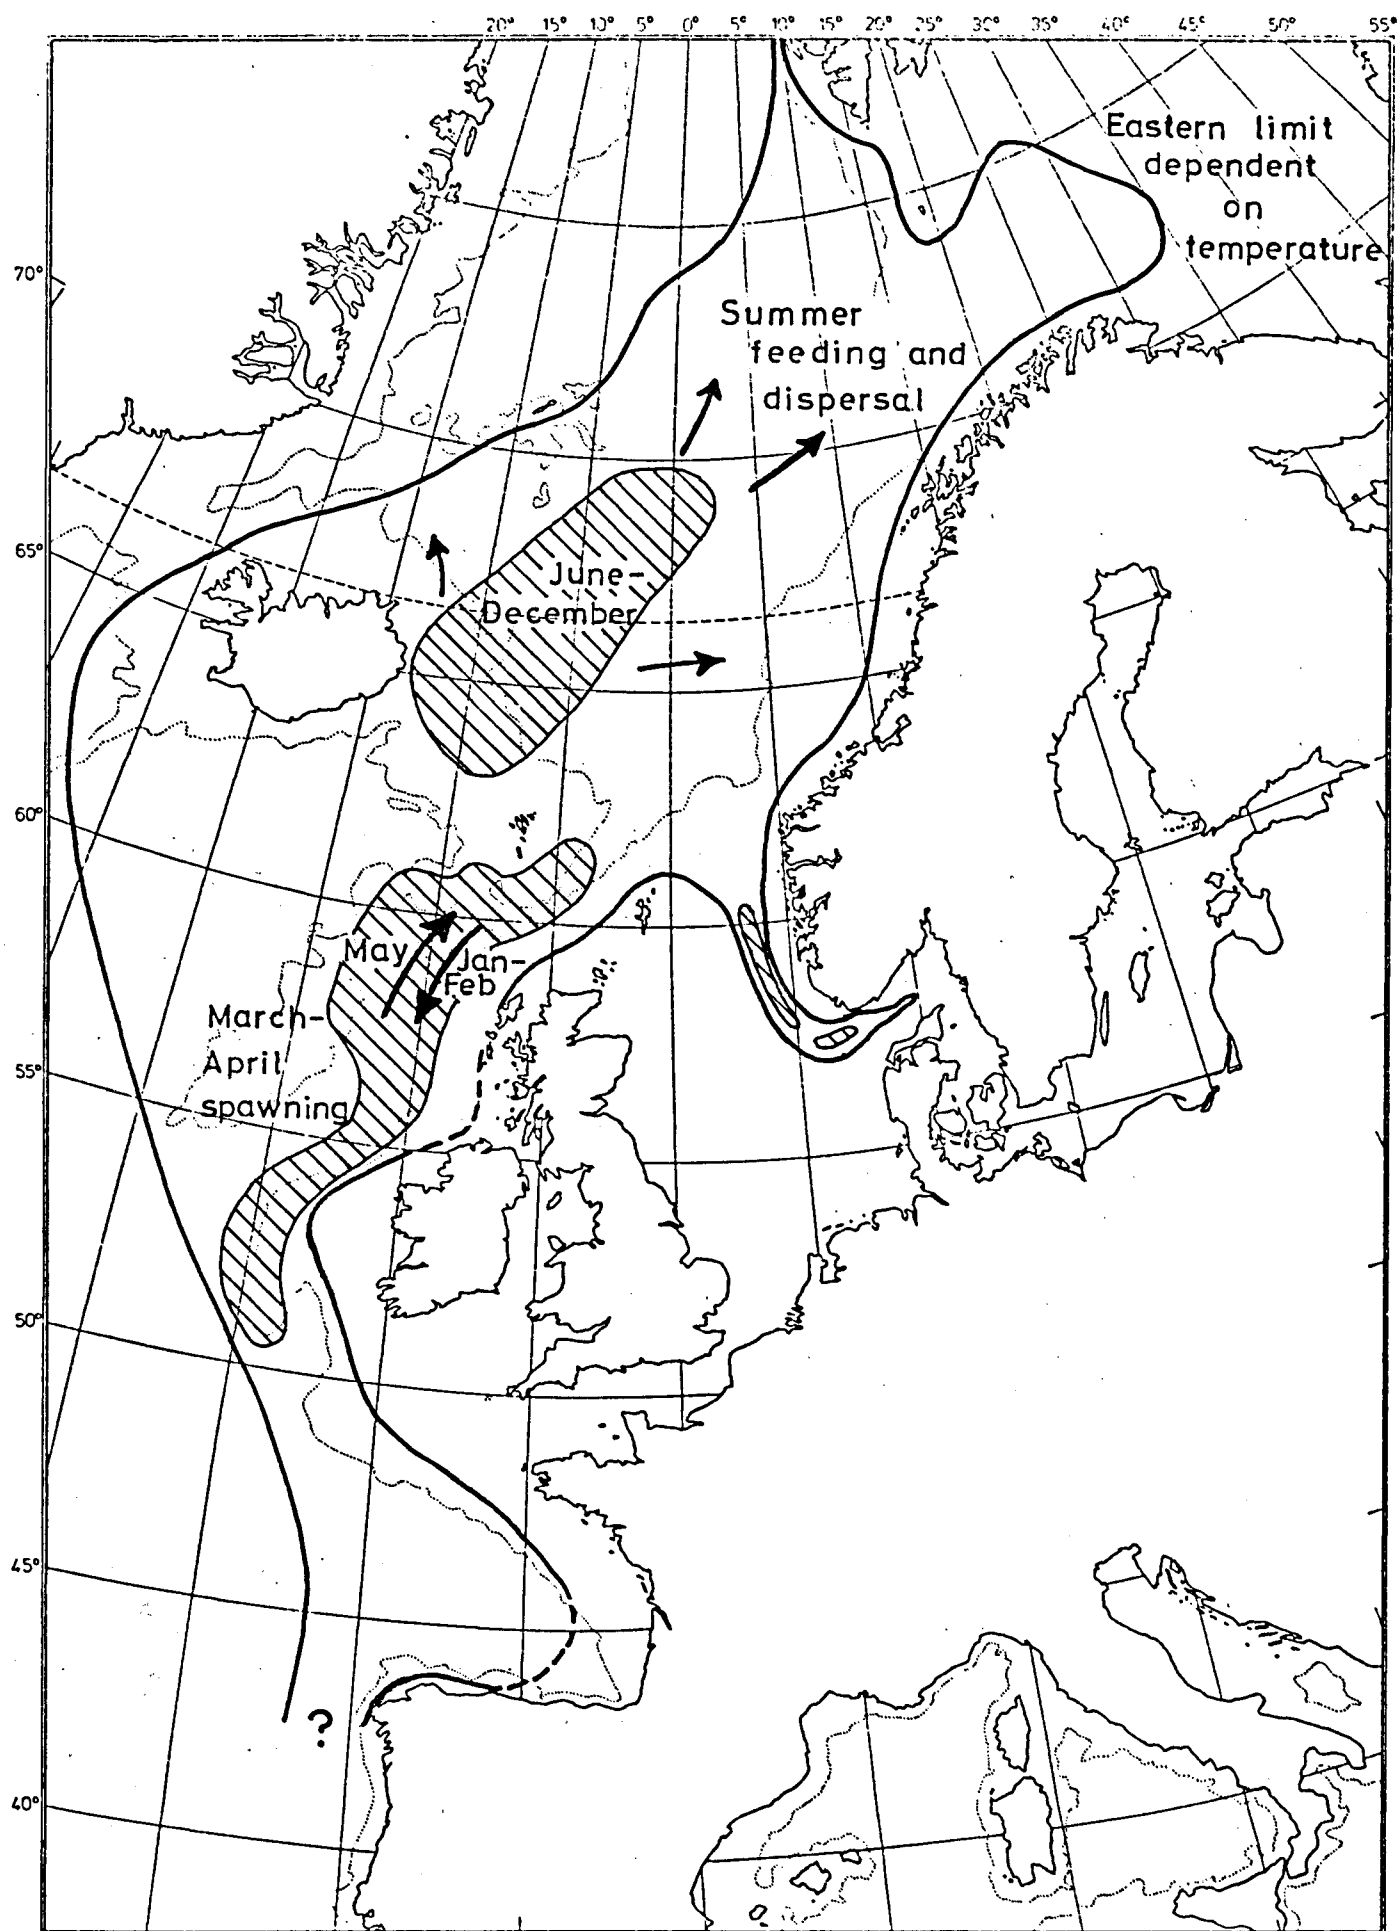 20° 15° 10° 5° 0° 5° 10° 15° 20° 25° 30° 35° 40° 45° 50° 55°
Eastern limit
dependent
on
temperature
70°
Summer
feeding and
dispersal
65°
June-
December
60°
May
Jan-
Feb
March-
April
spawning
55°
50°
45°
?
40°